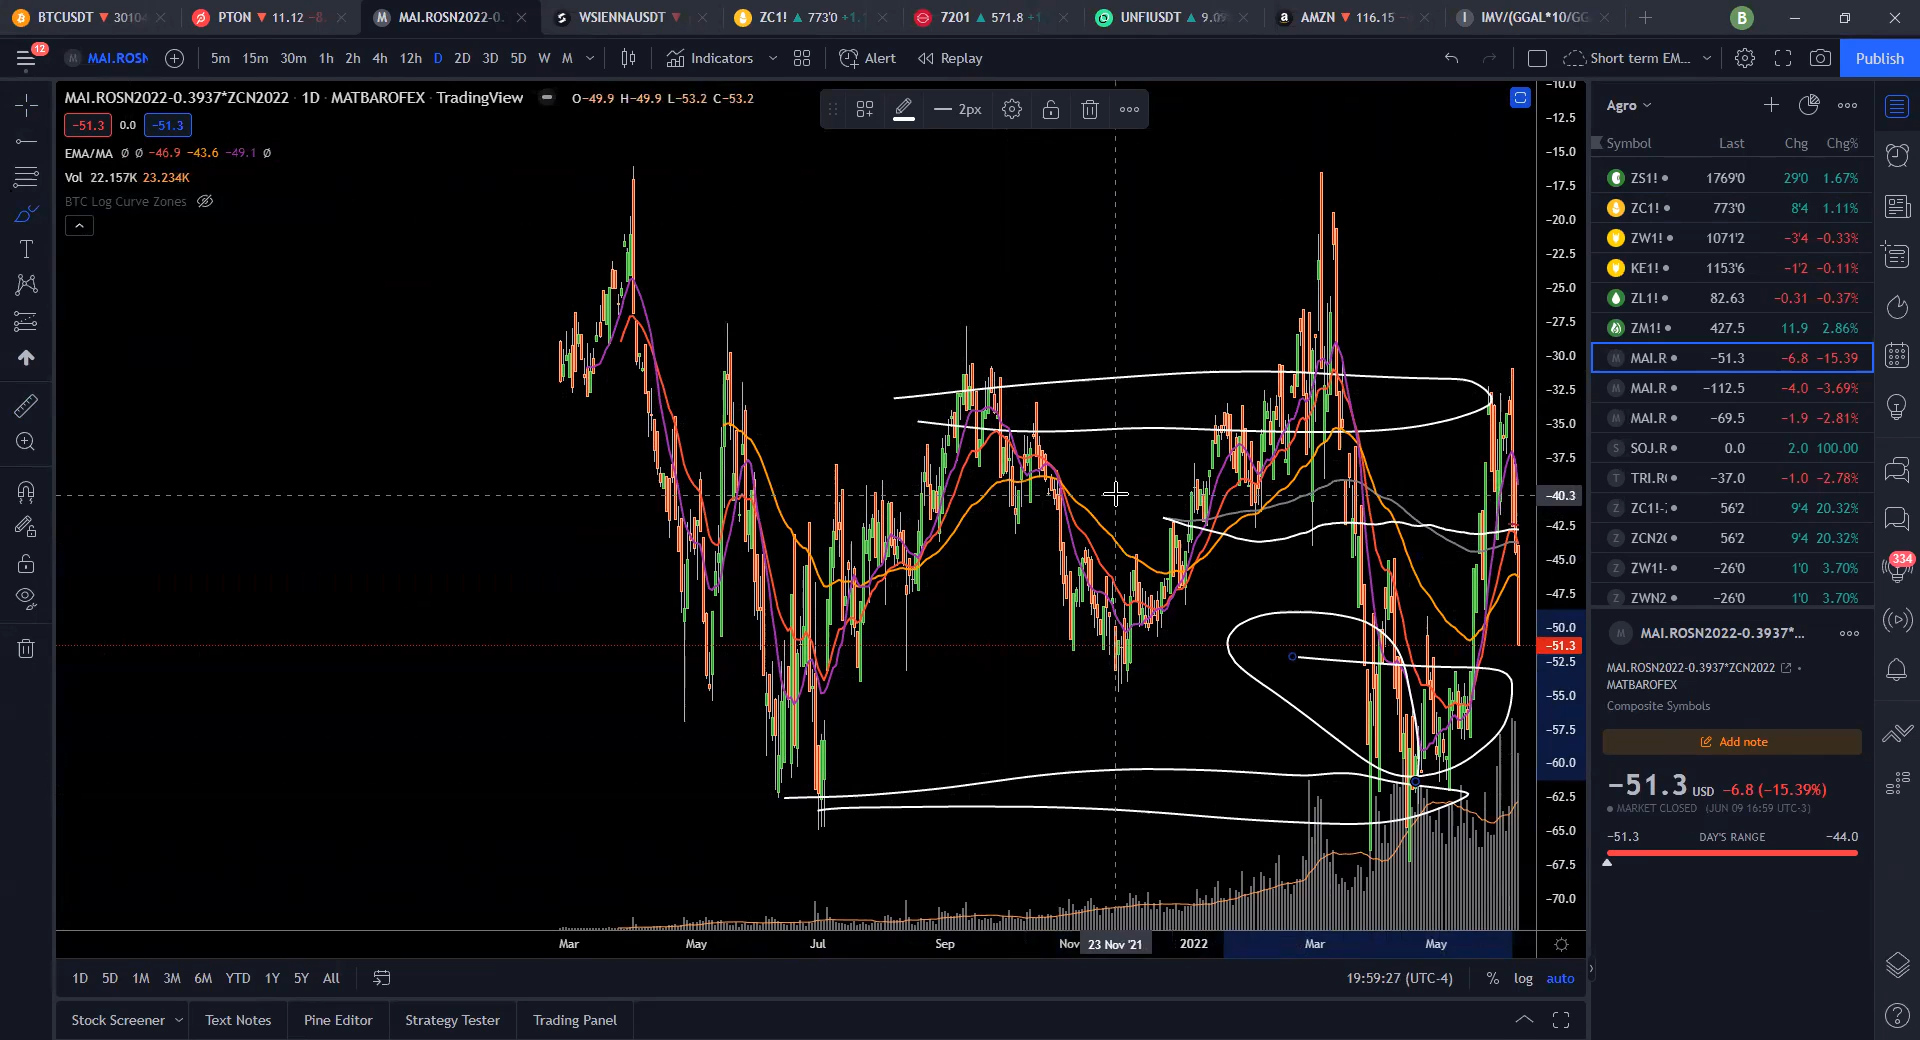 BTCUSDT ▼ 30104
PTON ▼ 11.12 −8.
MAI.ROSN2022-0.
WSIENNAUSDT ▼
ZC1! ▲ 773'0 +1.
7201 ▲ 571.8 +1
UNFIUSDT ▲ 9.09
AMZN ▼ 116.15 −
IMV/(GGAL*10/GG
B
12
MAI.ROSN
5m 15m 30m 1h 2h 4h 12h D 2D 3D 5D W M
Indicators
Alert
Replay
Short term EM...
Publish
MAI.ROSN2022-0.3937*ZCN2022 · 1D · MATBAROFEX · TradingView
O−49.9 H−49.9 L−53.2 C−53.2
−51.3 0.0 −51.3
EMA/MA Ø Ø −46.9 −43.6 −49.1 Ø
Vol 22.157K 23.234K
BTC Log Curve Zones
2px
−10.0
−12.5
−15.0
−17.5
−20.0
−22.5
−25.0
−27.5
−30.0
−32.5
−35.0
−37.5
−40.3
−42.5
−45.0
−47.5
−50.0
−51.3
−52.5
−55.0
−57.5
−60.0
−62.5
−65.0
−67.5
−70.0
Mar May Jul Sep Nov 23 Nov '21 2022 Mar May
1D 5D 1M 3M 6M YTD 1Y 5Y All
19:59:27 (UTC-4) % log auto
Stock Screener Text Notes Pine Editor Strategy Tester Trading Panel
Agro
Symbol Last Chg Chg%
ZS1! 1769'0 29'0 1.67%
ZC1! 773'0 8'4 1.11%
ZW1! 1071'2 −3'4 −0.33%
KE1! 1153'6 −1'2 −0.11%
ZL1! 82.63 −0.31 −0.37%
ZM1! 427.5 11.9 2.86%
M MAI.R −51.3 −6.8 −15.39
M MAI.R −112.5 −4.0 −3.69%
M MAI.R −69.5 −1.9 −2.81%
S SOJ.R 0.0 2.0 100.00
T TRI.R −37.0 −1.0 −2.78%
Z ZC1!- 56'2 9'4 20.32%
Z ZCN2 56'2 9'4 20.32%
Z ZW1!- −26'0 1'0 3.70%
Z ZWN2 −26'0 1'0 3.70%
M MAI.ROSN2022-0.3937*...
MAI.ROSN2022-0.3937*ZCN2022
MATBAROFEX
Composite Symbols
Add note
−51.3 USD −6.8 (−15.39%)
MARKET CLOSED (JUN 09 16:59 UTC-3)
−51.3 DAY'S RANGE −44.0
334